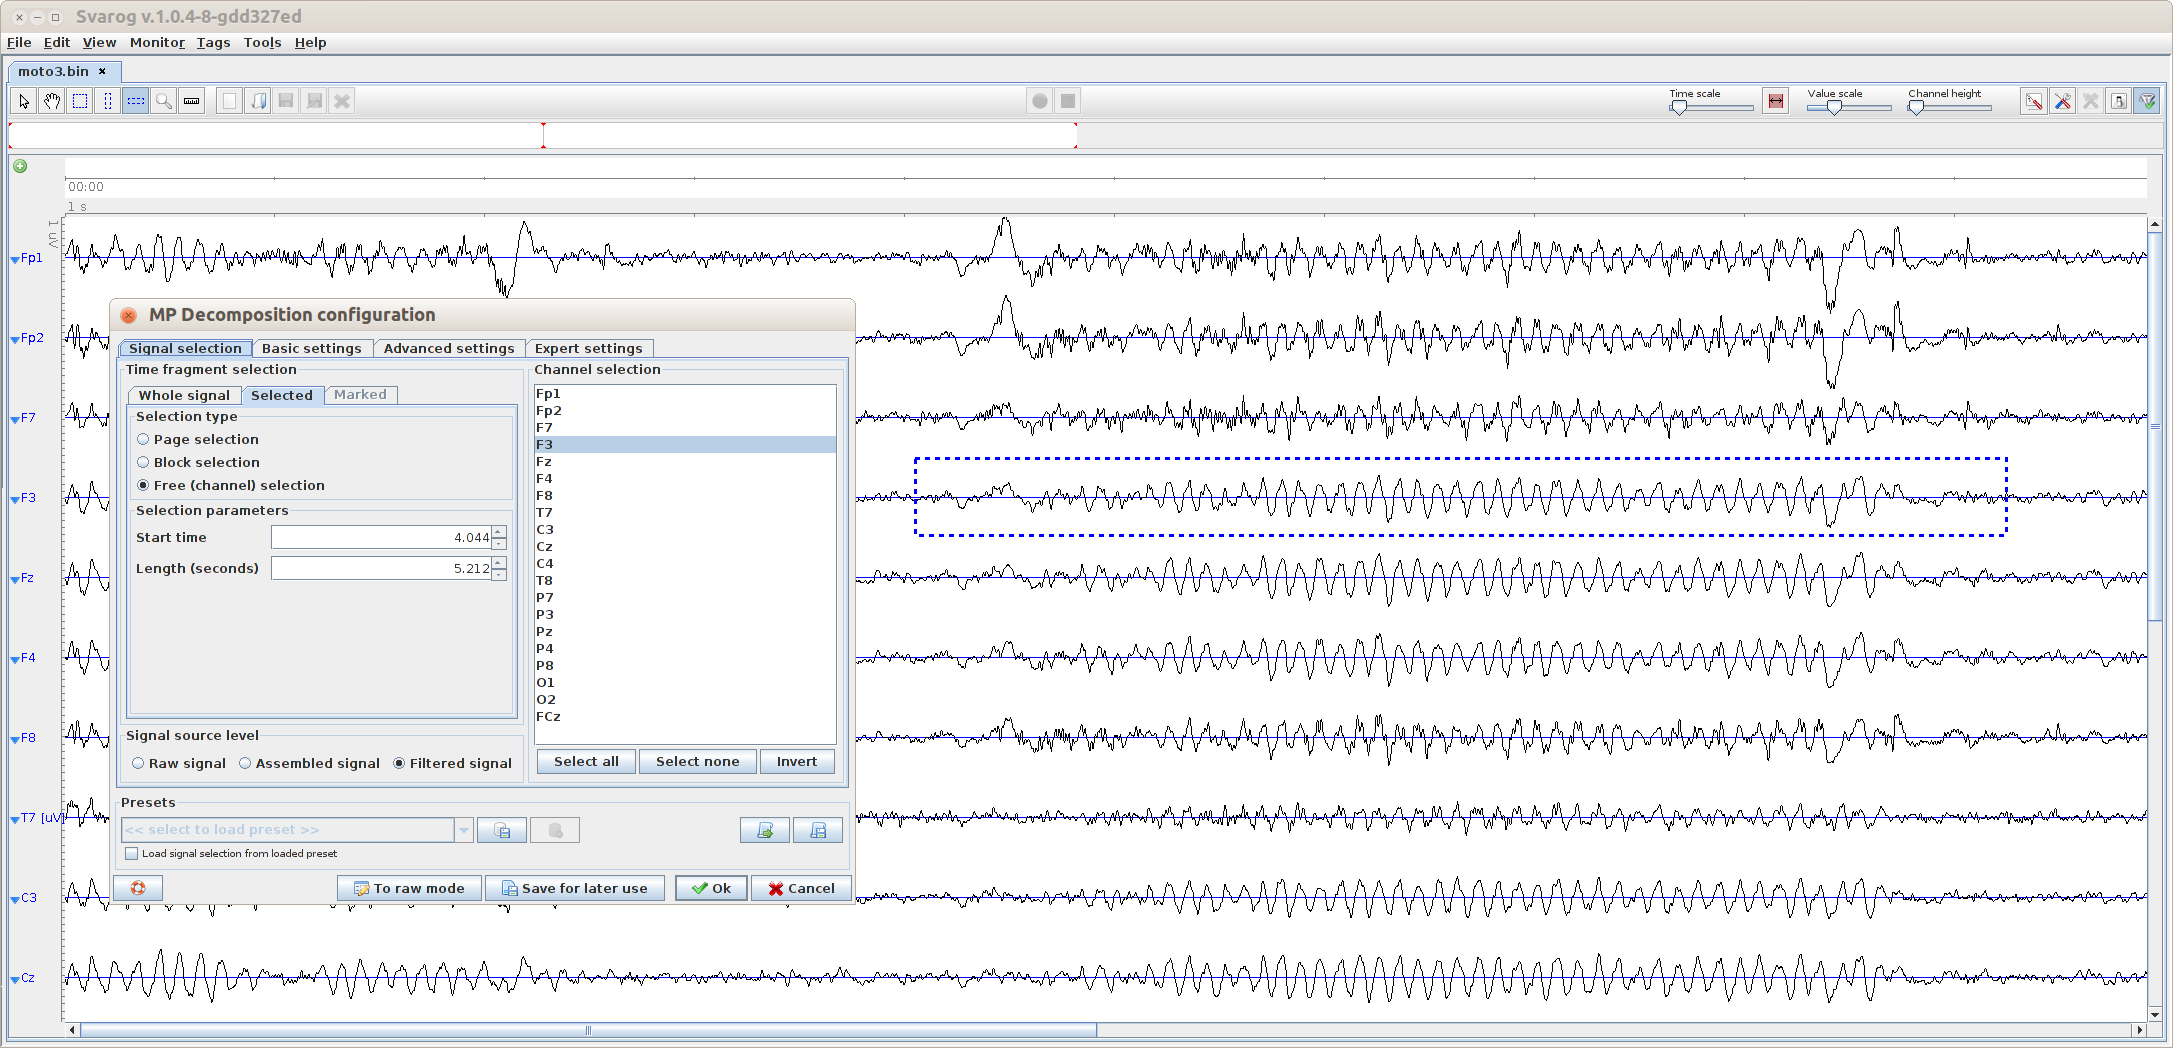 Svarog v.1.0.4-8-gdd327ed
File Edit View Monitor Tags Tools Help
moto3.bin
Time scale Value scale Channel height
00:00
1 s
1 uV
Fp1
Fp2
F7
F3
Fz
F4
F8
T7 [uV
C3
Cz
MP Decomposition configuration
Signal selection Basic settings Advanced settings Expert settings
Time fragment selection
Whole signal Selected Marked
Selection type
Page selection
Block selection
Free (channel) selection
Selection parameters
Start time 4.044
Length (seconds) 5.212
Signal source level
Raw signal Assembled signal Filtered signal
Channel selection
Fp1
Fp2
F7
F3
Fz
F4
F8
T7
C3
Cz
C4
T8
P7
P3
Pz
P4
P8
O1
O2
FCz
Select all Select none Invert
Presets
<< select to load preset >>
Load signal selection from loaded preset
To raw mode Save for later use Ok Cancel